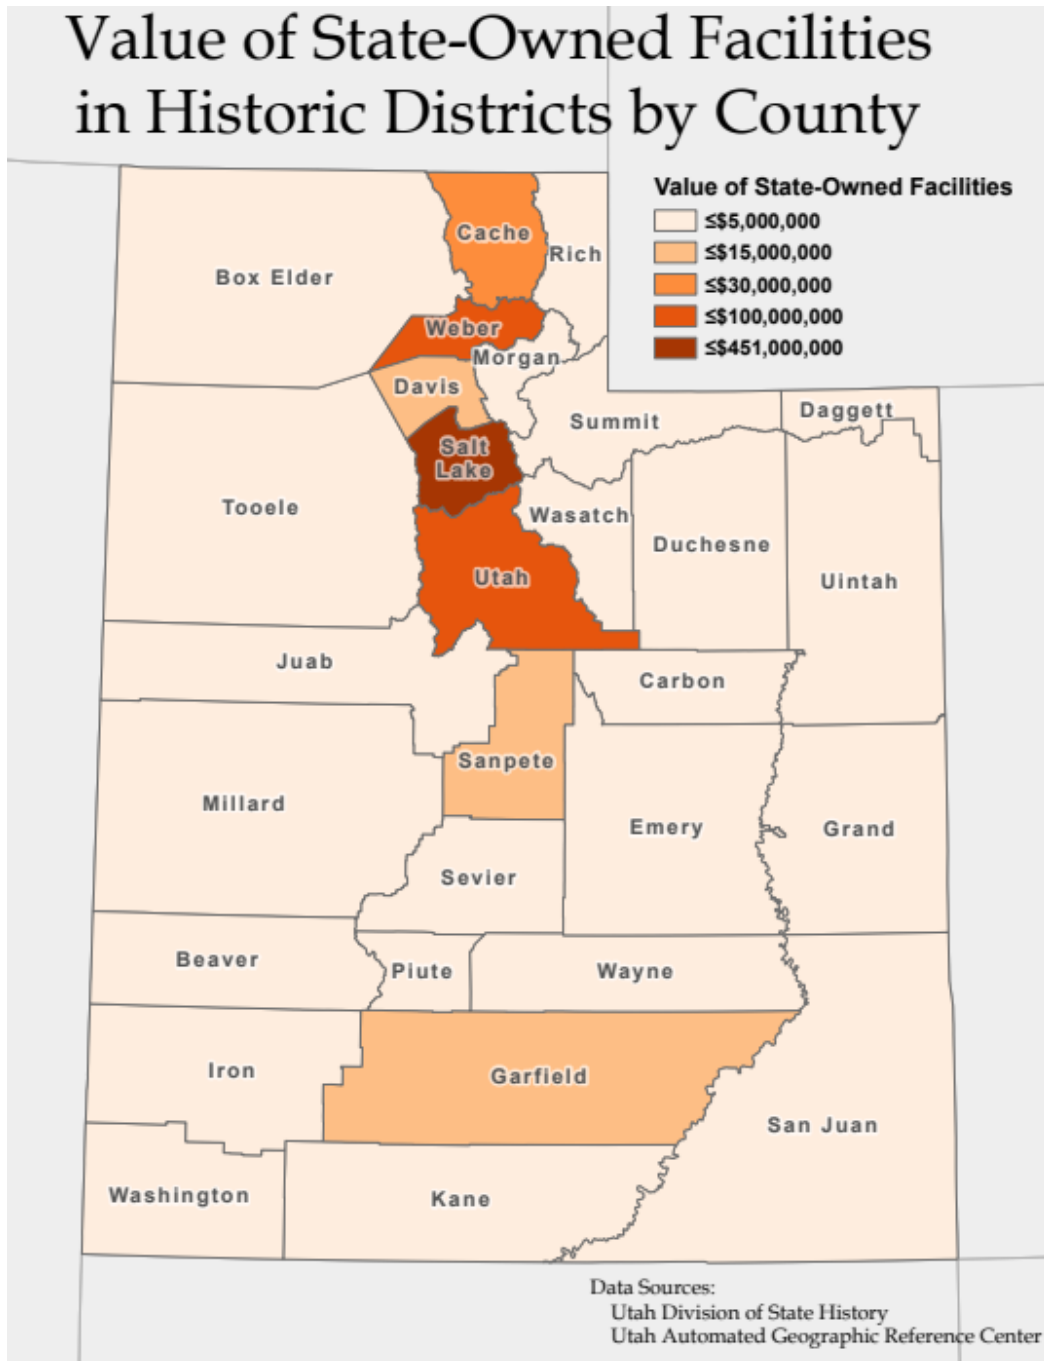 Value of State-Owned Facilities
in Historic Districts by County
Value of State-Owned Facilities
≤$5,000,000
≤$15,000,000
≤$30,000,000
≤$100,000,000
≤$451,000,000
Cache
Rich
Box Elder
Weber
Morgan
Davis
Daggett
Summit
Salt
Lake
Tooele
Wasatch
Duchesne
Utah
Uintah
Juab
Carbon
Sanpete
Millard
Emery
Grand
Sevier
Beaver
Piute
Wayne
Iron
Garfield
San Juan
Washington
Kane
Data Sources:
Utah Division of State History
Utah Automated Geographic Reference Center